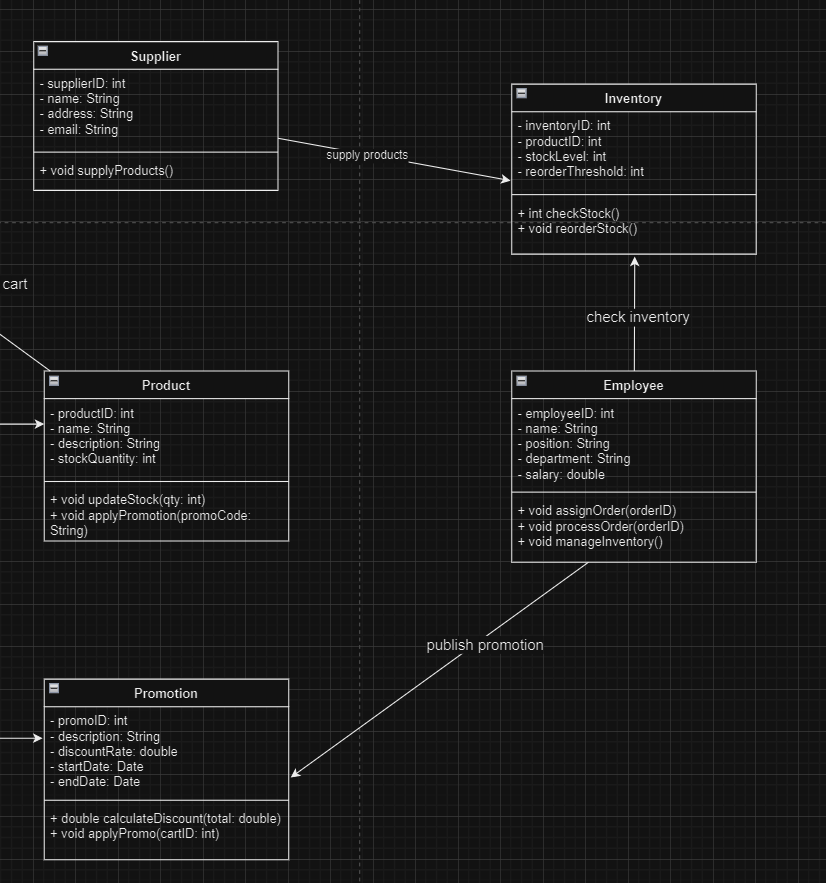 Supplier
- supplierID: int
- name: String
- address: String
- email: String
+ void supplyProducts()
supply products
Inventory
- inventoryID: int
- productID: int
- stockLevel: int
- reorderThreshold: int
+ int checkStock()
+ void reorderStock()
cart
check inventory
Product
- productID: int
- name: String
- description: String
- stockQuantity: int
+ void updateStock(qty: int)
+ void applyPromotion(promoCode:
String)
Employee
- employeeID: int
- name: String
- position: String
- department: String
- salary: double
+ void assignOrder(orderID)
+ void processOrder(orderID)
+ void manageInventory()
publish promotion
Promotion
- promoID: int
- description: String
- discountRate: double
- startDate: Date
- endDate: Date
+ double calculateDiscount(total: double)
+ void applyPromo(cartID: int)